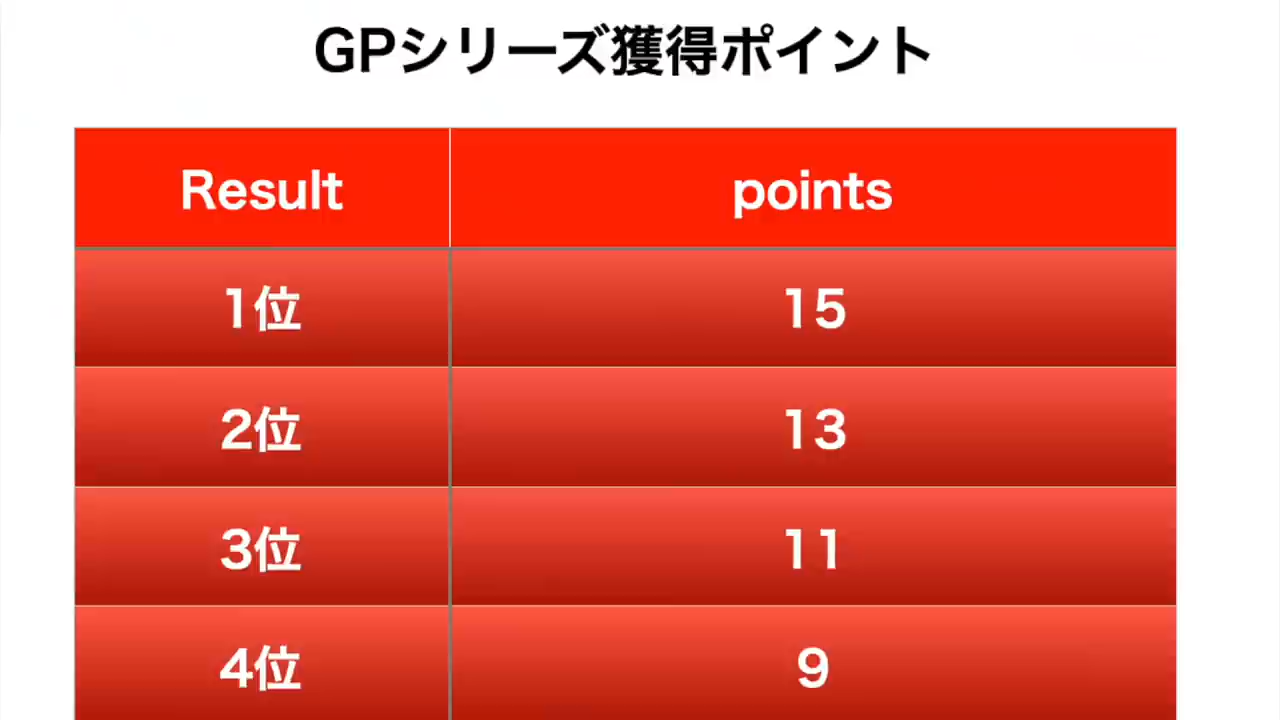 GPシリーズ獲得ポイント
Result points
1位 15
2位 13
3位 11
4位 9